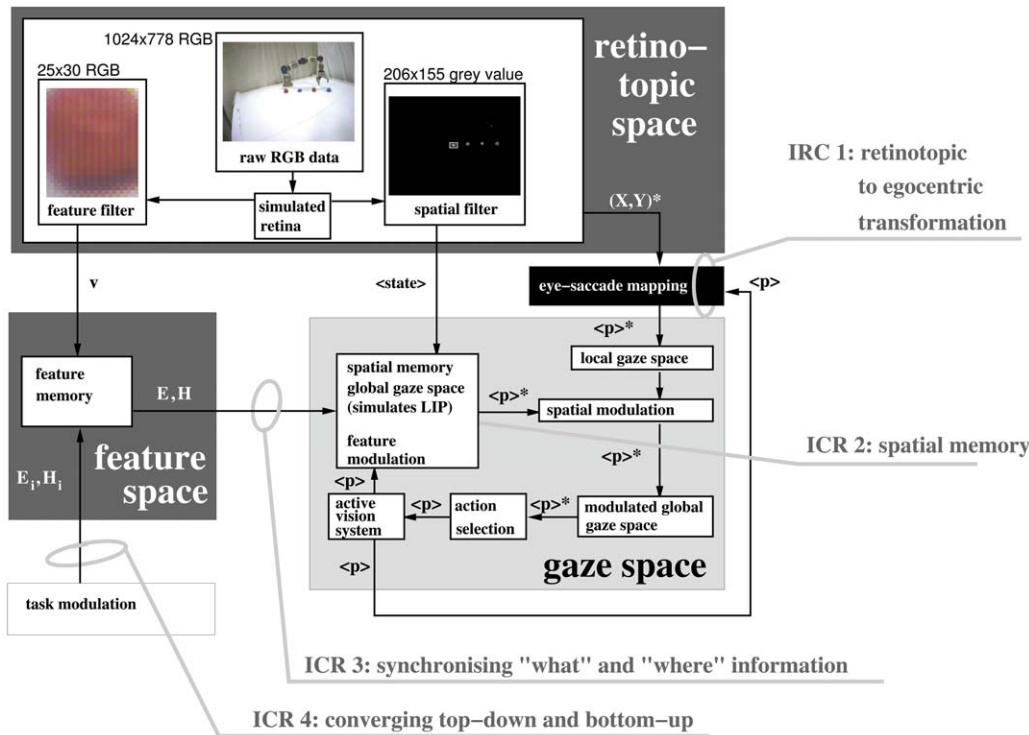 1024x778 RGB
25x30 RGB
206x155 grey value
retino-
topic
space
raw RGB data
feature filter
simulated
retina
spatial filter
(X,Y)*
IRC 1: retinotopic
to egocentric
transformation
v
<state>
eye-saccade mapping
<p>
<p>*
local gaze space
feature
memory
E,H
spatial memory
global gaze space
(simulates LIP)
feature
modulation
<p>*
spatial modulation
<p>*
ICR 2: spatial memory
feature
space
E_i,H_i
<p>
active
vision
system
<p>
action
selection
<p>*
modulated global
gaze space
<p>
gaze space
task modulation
ICR 3: synchronising "what" and "where" information
ICR 4: converging top-down and bottom-up